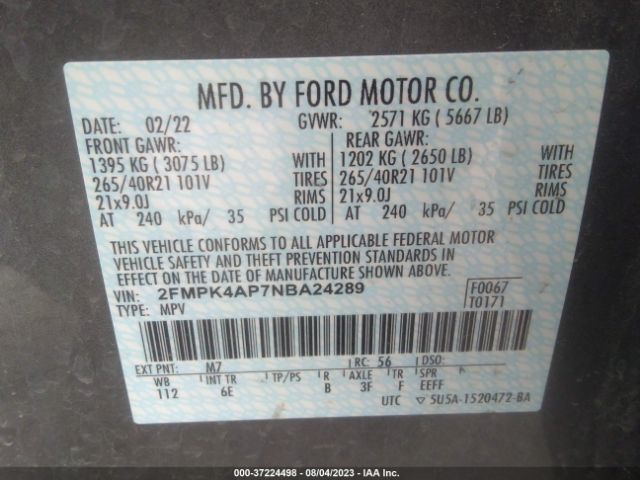 MFD. BY FORD MOTOR CO.
DATE: 02/22 GVWR: 2571 KG ( 5667 LB)
FRONT GAWR: REAR GAWR:
1395 KG ( 3075 LB) WITH 1202 KG ( 2650 LB) WITH
265/40R21 101V TIRES 265/40R21 101V TIRES
21x9.0J RIMS 21x9.0J RIMS
AT 240 kPa/ 35 PSI COLD AT 240 kPa/ 35 PSI COLD
THIS VEHICLE CONFORMS TO ALL APPLICABLE FEDERAL MOTOR
VEHICLE SAFETY AND THEFT PREVENTION STANDARDS IN
EFFECT ON THE DATE OF MANUFACTURE SHOWN ABOVE.
VIN: 2FMPK4AP7NBA24289 F0067
TYPE: MPV T0171
EXT PNT: M7 RC: 56 DSO:
WB INT TR TP/PS R AXLE TR SPR
112 6E B 3F F EEFF
UTC ▽ 5U5A-1520472-BA
000-37224498 - 08/04/2023 - IAA Inc.